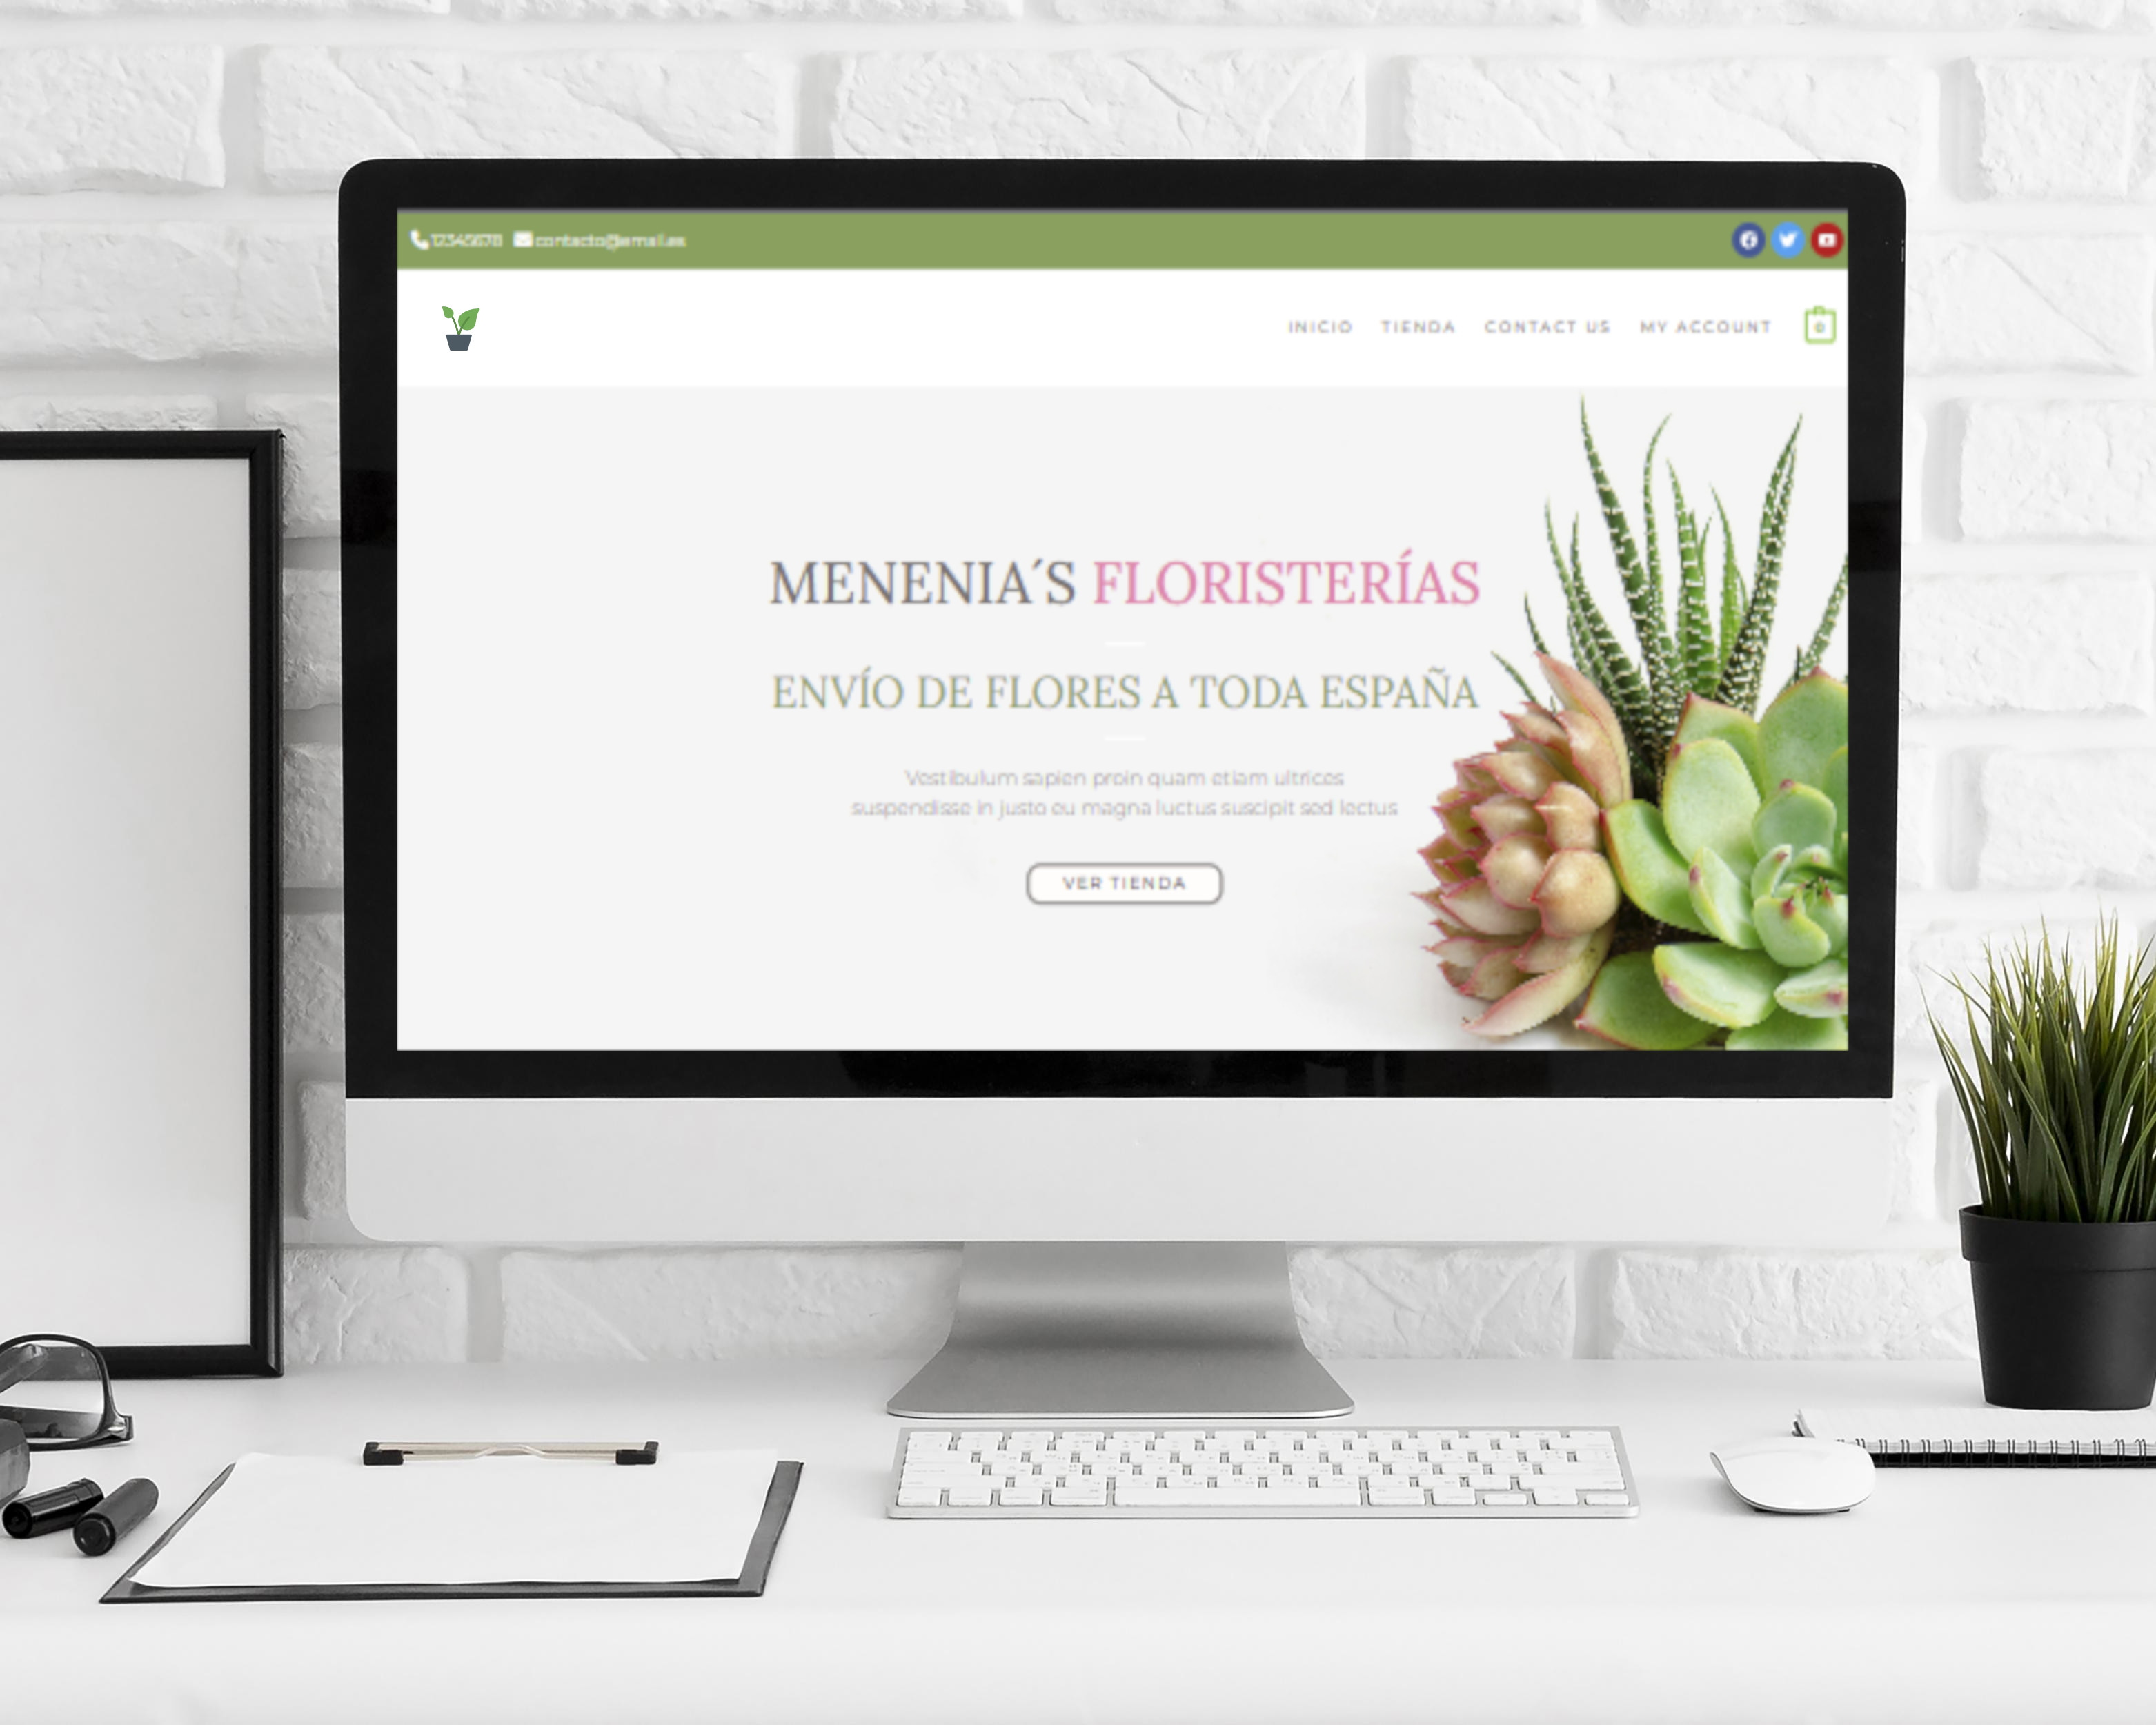 12345678 contacto@email.es
INICIO TIENDA CONTACT US MY ACCOUNT 0
MENENIA´S FLORISTERÍAS
ENVÍO DE FLORES A TODA ESPAÑA
Vestibulum sapien proin quam etiam ultrices
suspendisse in justo eu magna luctus suscipit sed lectus
VER TIENDA